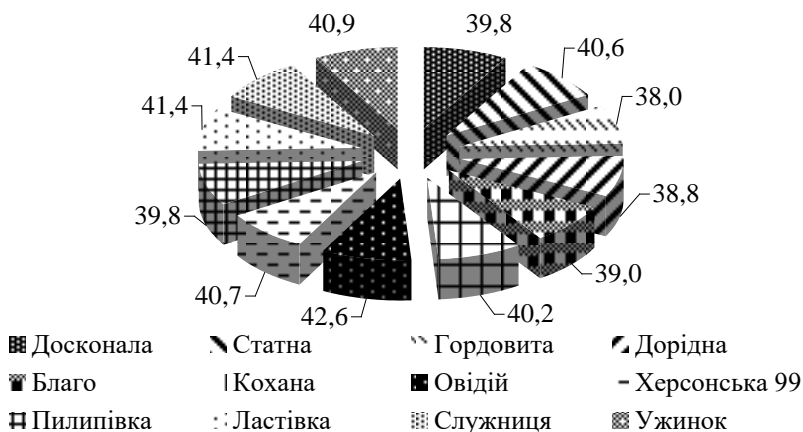 40,9 39,8
41,4 40,6
41,4 38,0
39,8 38,8
40,7 39,0
42,6 40,2
Досконала Статна Гордовита Дорідна
Благо Кохана Овідій Херсонська 99
Пилипівка Ластівка Служниця Ужинок